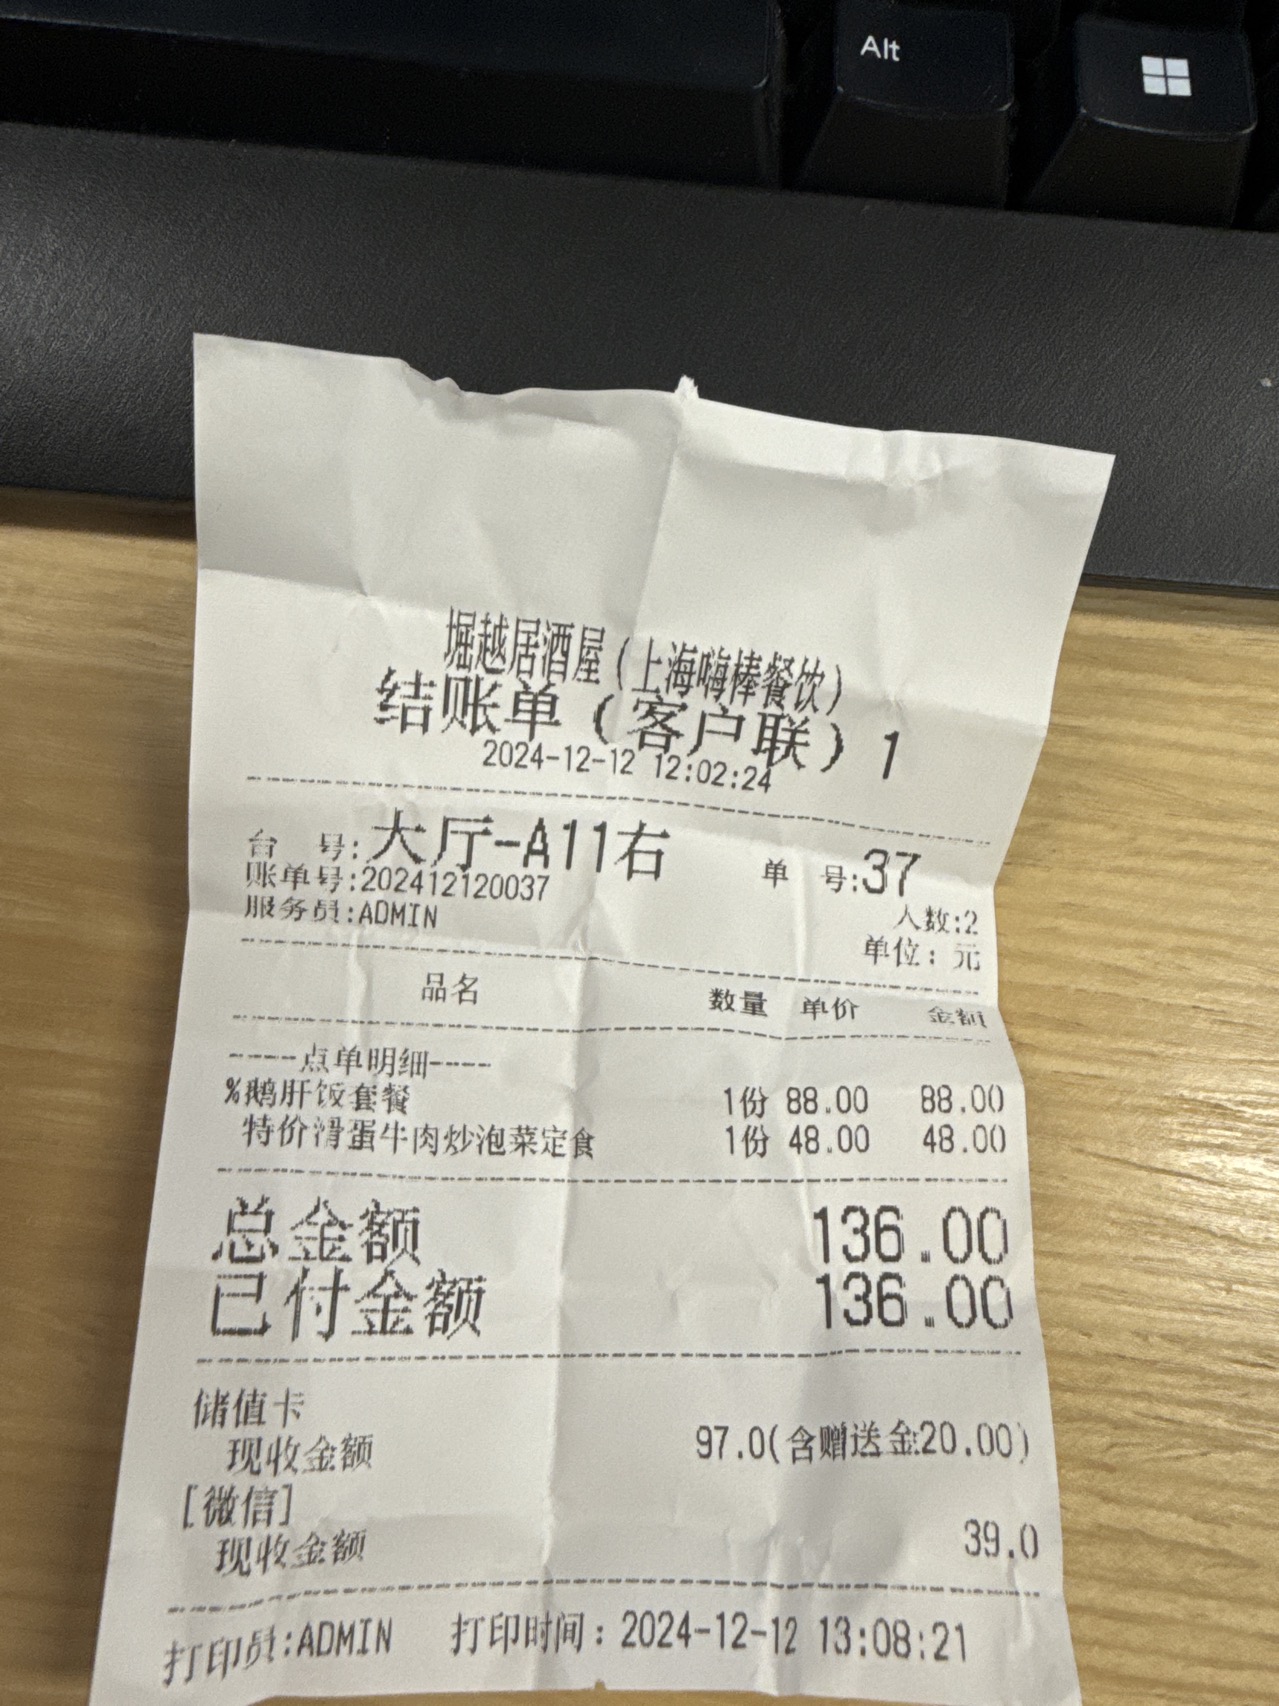 Alt
堀越居酒屋(上海嗨棒餐饮)
结账单(客户联)1
2024-12-12 12:02:24
台 号:大厅-A11右 单 号:37
账单号:202412120037
服务员:ADMIN 人数:2
单位:元
品名 数量 单价 金额
----点单明细----
%鹅肝饭套餐 1份 88.00 88.00
特价滑蛋牛肉炒泡菜定食 1份 48.00 48.00
总金额 136.00
已付金额 136.00
储值卡
现收金额 97.0(含赠送金20.00)
[微信]
现收金额 39.0
打印员:ADMIN 打印时间:2024-12-12 13:08:21